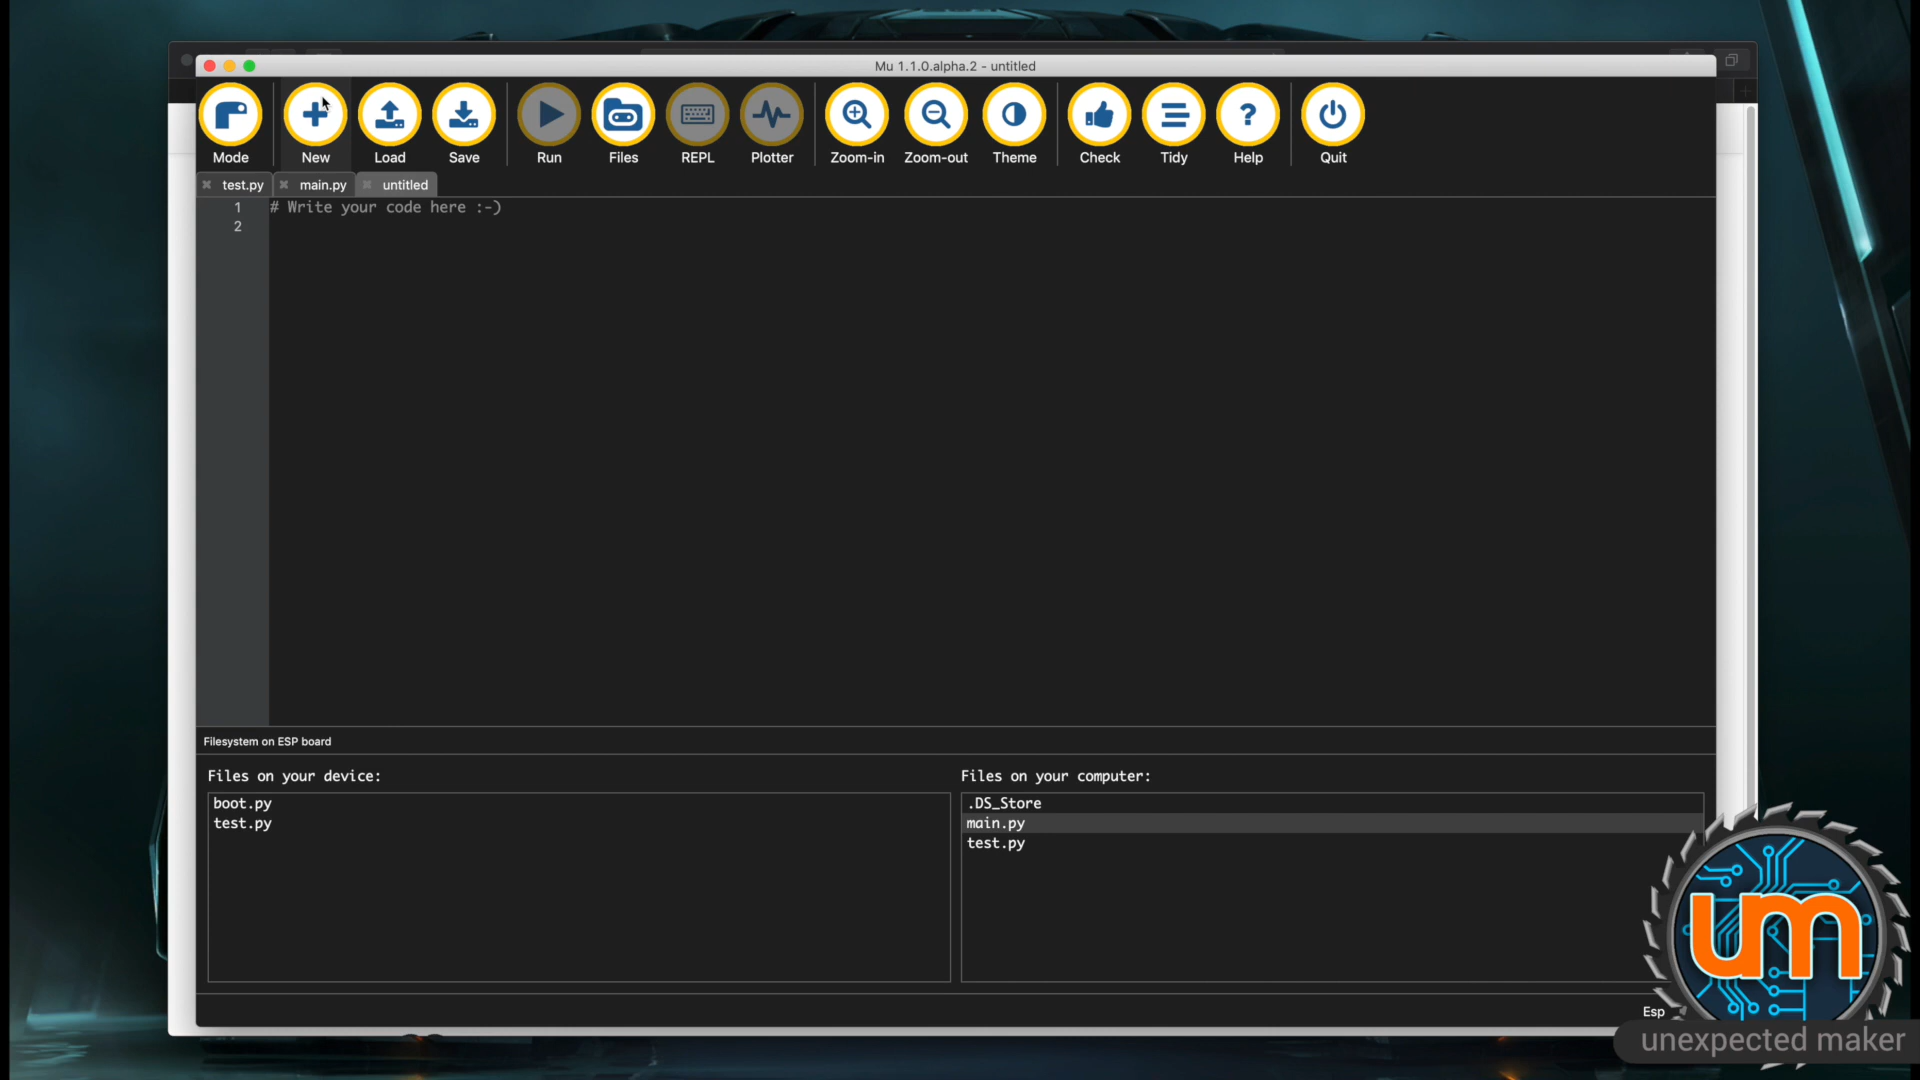 Mu 1.1.0.alpha.2 - untitled
Mode New Load Save Run Files REPL Plotter Zoom-in Zoom-out Theme Check Tidy Help Quit
test.py main.py untitled
1 # Write your code here :-)
2
Filesystem on ESP board
Files on your device: Files on your computer:
boot.py .DS_Store
test.py main.py
test.py
um
Esp
unexpected maker